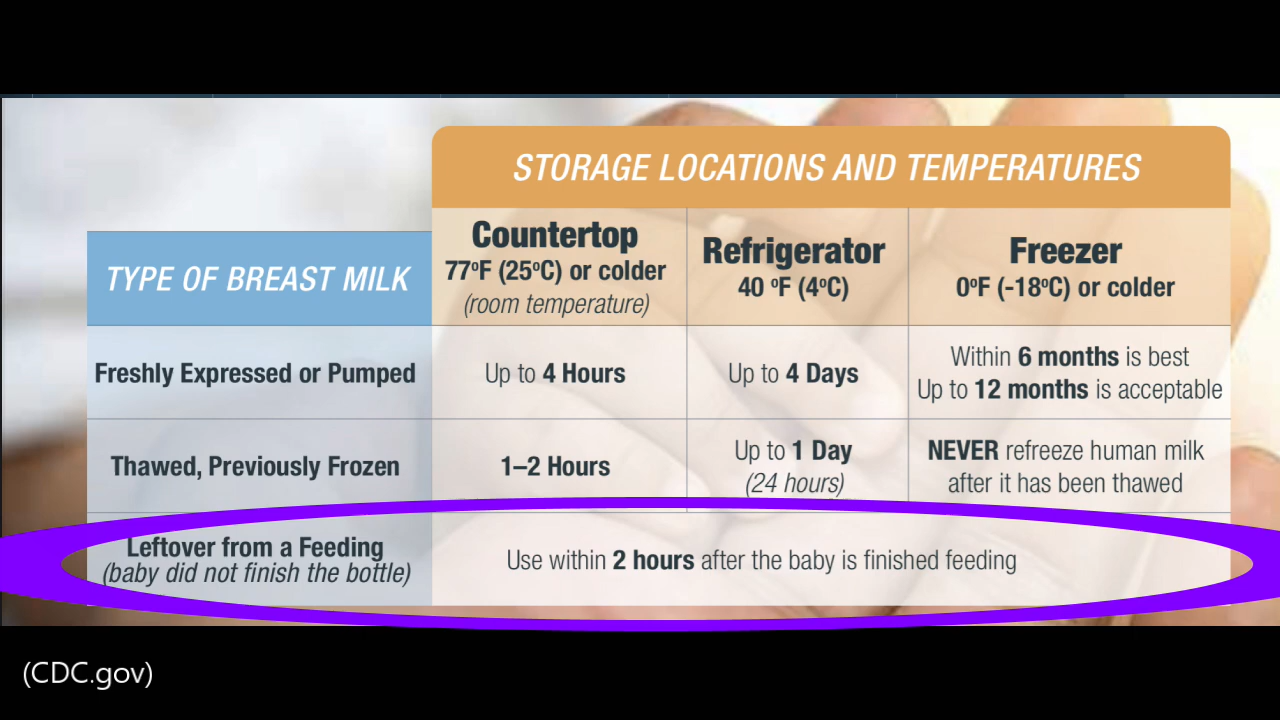 STORAGE LOCATIONS AND TEMPERATURES
TYPE OF BREAST MILK
Countertop
77ºF (25ºC) or colder
(room temperature)
Refrigerator
40 ºF (4ºC)
Freezer
0ºF (-18ºC) or colder
Freshly Expressed or Pumped
Up to 4 Hours
Up to 4 Days
Within 6 months is best
Up to 12 months is acceptable
Thawed, Previously Frozen
1–2 Hours
Up to 1 Day
(24 hours)
NEVER refreeze human milk
after it has been thawed
Leftover from a Feeding
(baby did not finish the bottle)
Use within 2 hours after the baby is finished feeding
(CDC.gov)